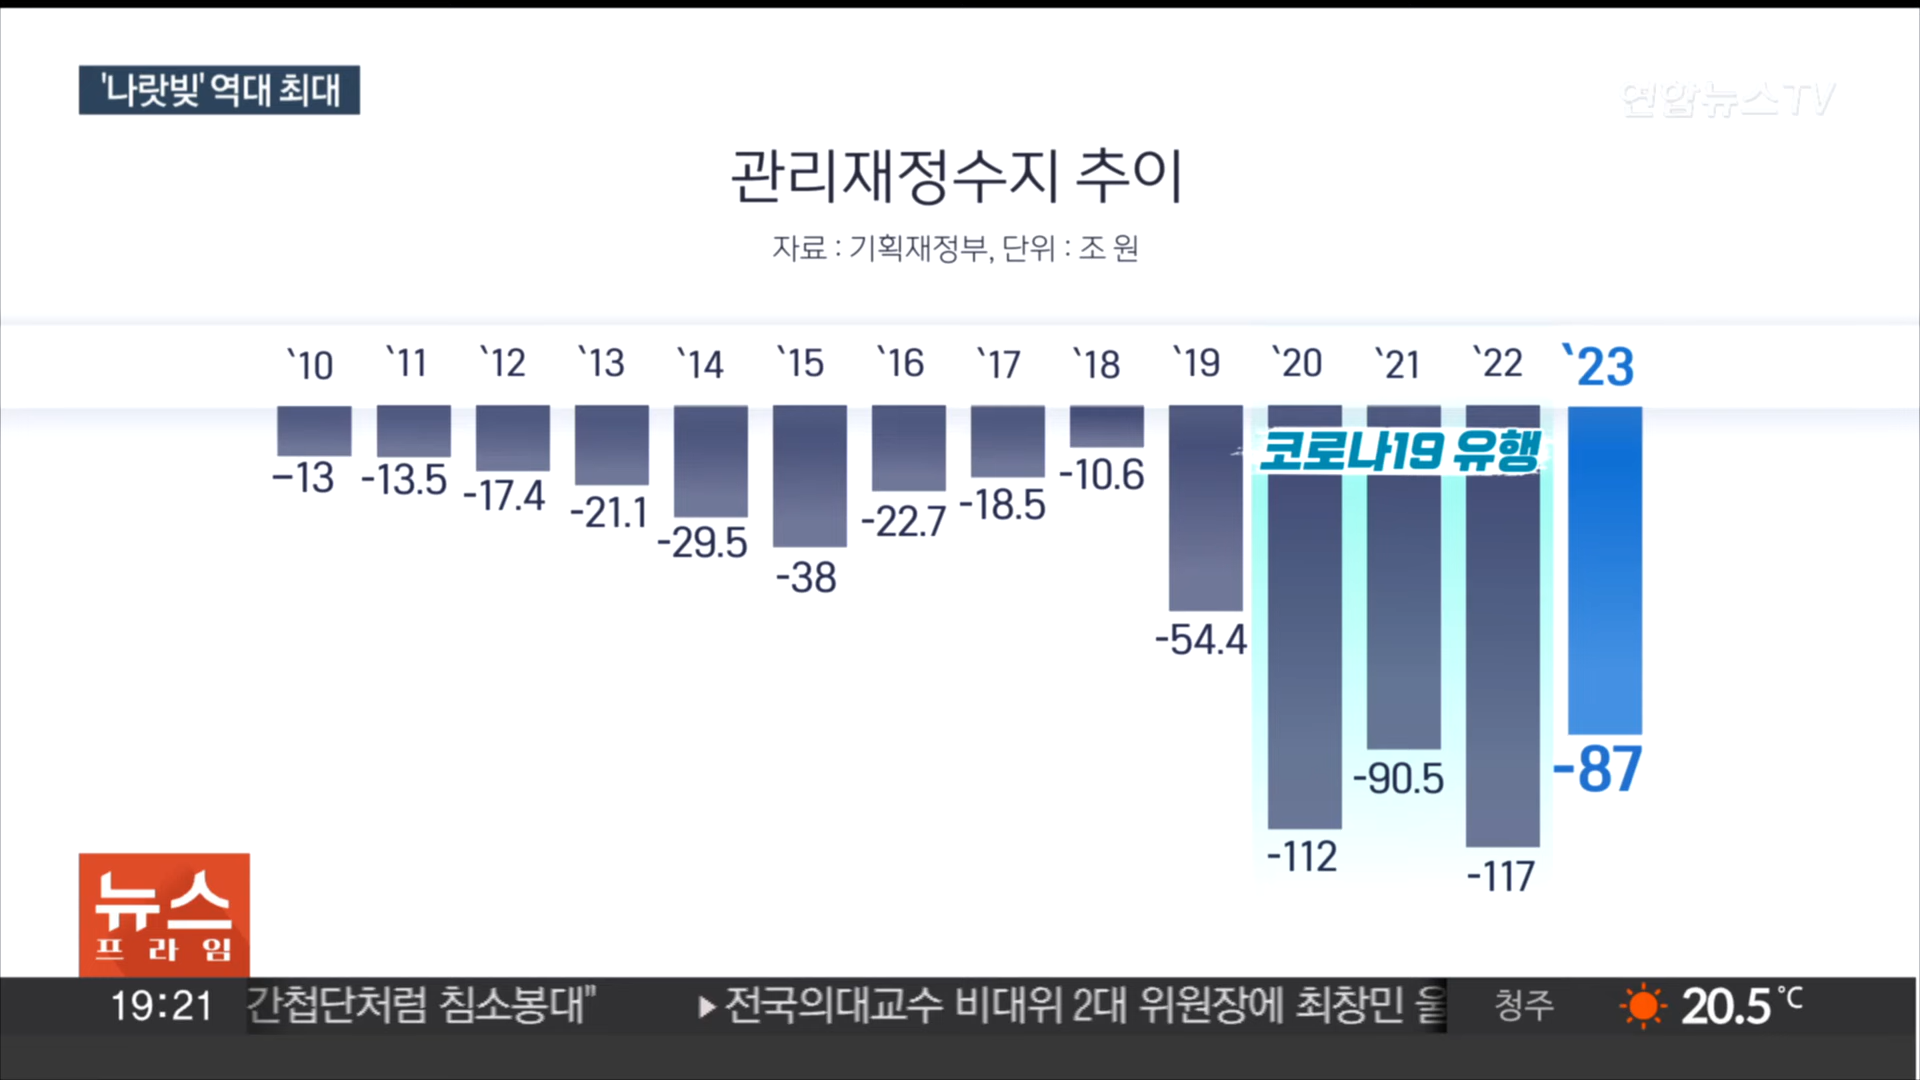 '나랏빚' 역대 최대
연합뉴스TV
관리재정수지 추이
자료 : 기획재정부, 단위 : 조 원
`10 `11 `12 `13 `14 `15 `16 `17 `18 `19 `20 `21 `22 `23
코로나19 유행
-13 -13.5 -17.4 -21.1 -29.5 -38 -22.7 -18.5 -10.6 -54.4 -112 -90.5 -117 -87
뉴스
프라임
19:21 간첩단처럼 침소봉대" ▶전국의대교수 비대위 2대 위원장에 최창민 울 청주 20.5℃